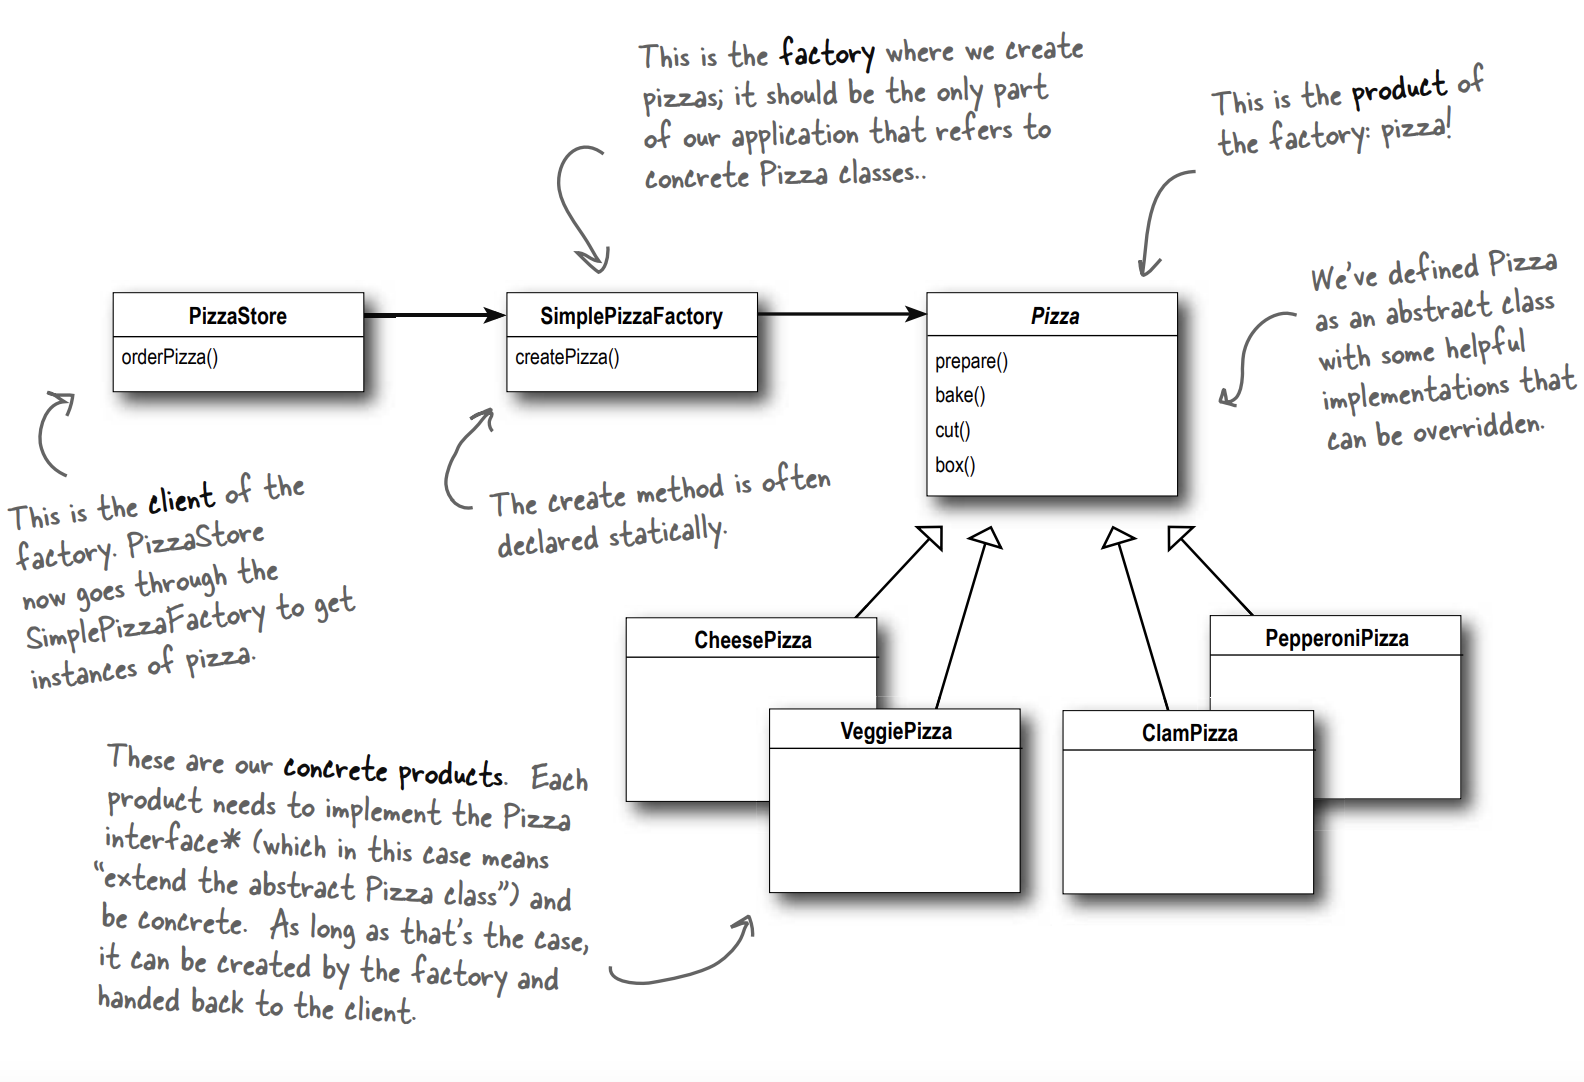 This is the factory where we create
pizzas; it should be the only part
of our application that refers to
concrete Pizza classes..
This is the product of
the factory: pizza!
We've defined Pizza
as an abstract class
with some helpful
implementations that
can be overridden.
PizzaStore
orderPizza()
SimplePizzaFactory
createPizza()
Pizza
prepare()
bake()
cut()
box()
This is the client of the
factory. PizzaStore
now goes through the
SimplePizzaFactory to get
instances of pizza.
The create method is often
declared statically.
CheesePizza
VeggiePizza
ClamPizza
PepperoniPizza
These are our concrete products. Each
product needs to implement the Pizza
interface* (which in this case means
“extend the abstract Pizza class”) and
be concrete. As long as that's the case,
it can be created by the factory and
handed back to the client.